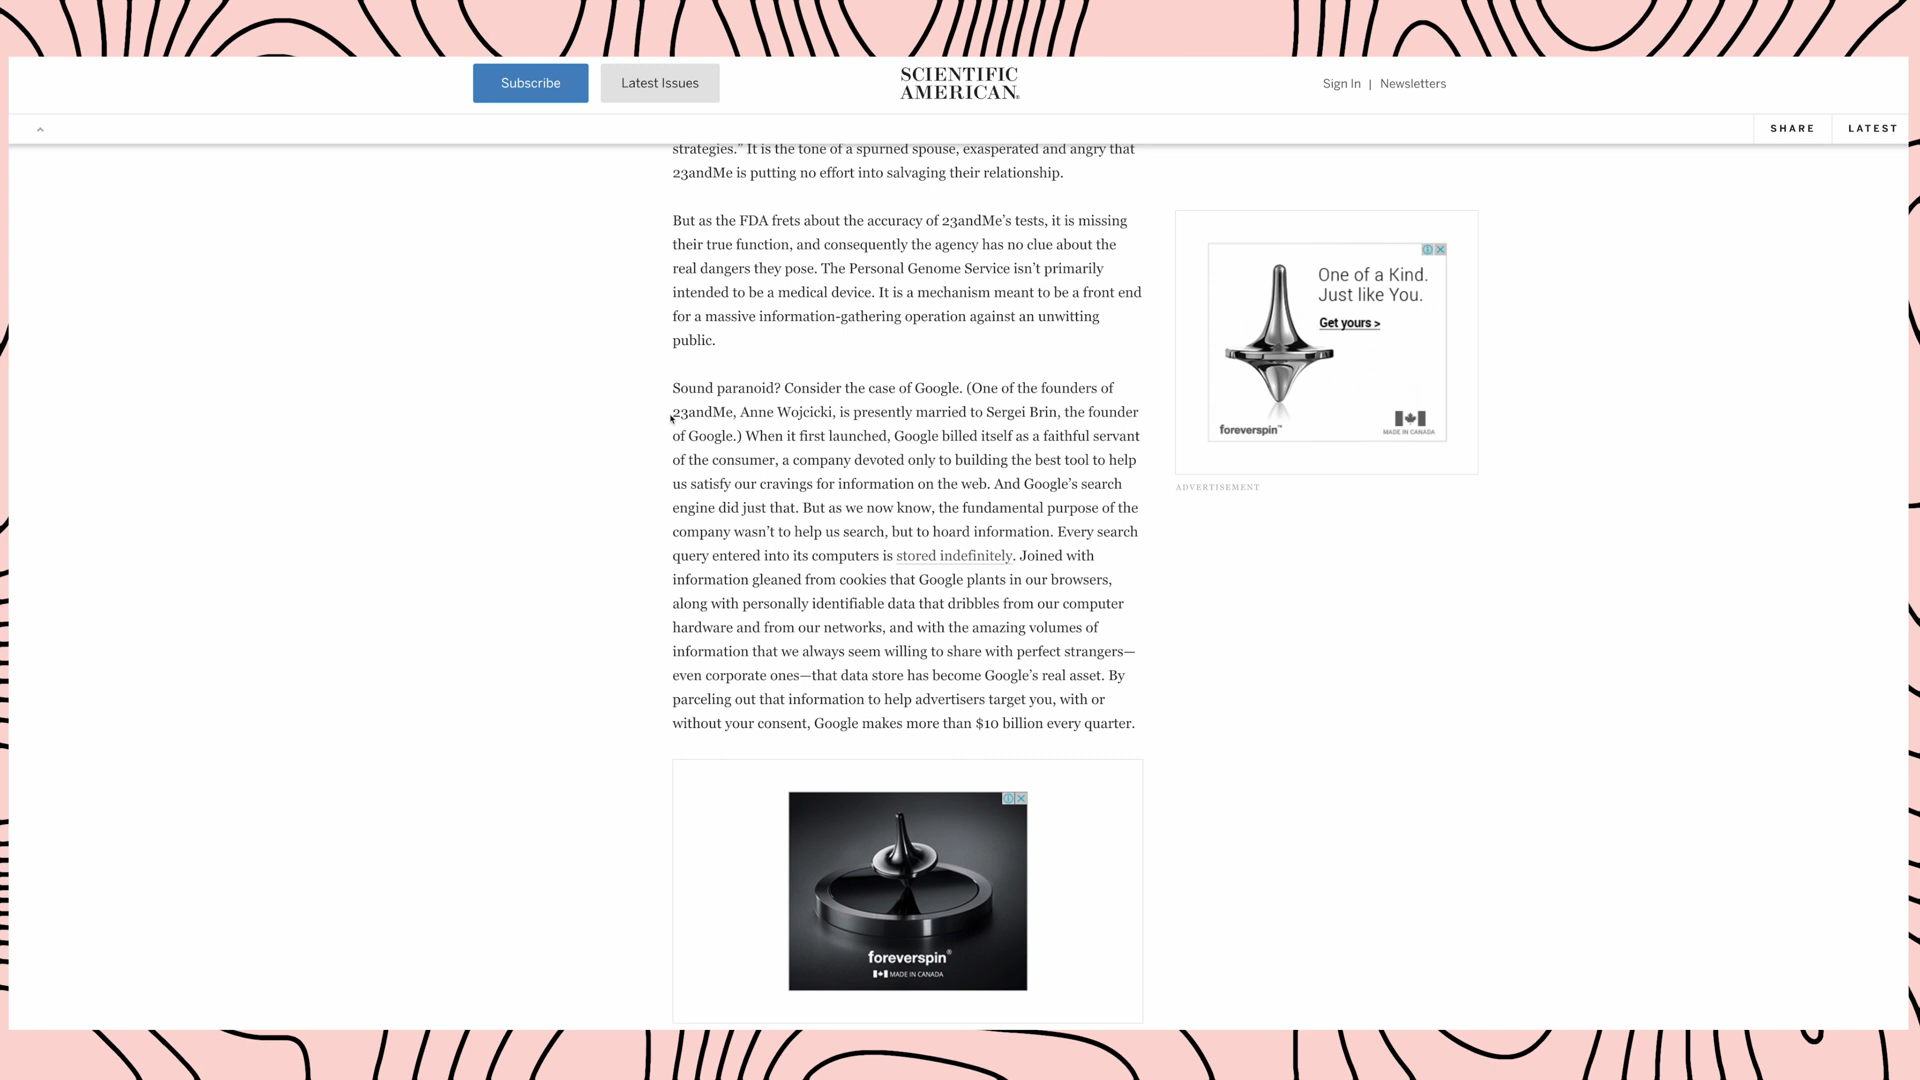 Subscribe
Latest Issues
SCIENTIFIC
AMERICAN®
Sign In | Newsletters
SHARE
LATEST
strategies." It is the tone of a spurned spouse, exasperated and angry that
23andMe is putting no effort into salvaging their relationship.
But as the FDA frets about the accuracy of 23andMe’s tests, it is missing
their true function, and consequently the agency has no clue about the
real dangers they pose. The Personal Genome Service isn’t primarily
intended to be a medical device. It is a mechanism meant to be a front end
for a massive information-gathering operation against an unwitting
public.
Sound paranoid? Consider the case of Google. (One of the founders of
23andMe, Anne Wojcicki, is presently married to Sergei Brin, the founder
of Google.) When it first launched, Google billed itself as a faithful servant
of the consumer, a company devoted only to building the best tool to help
us satisfy our cravings for information on the web. And Google’s search
engine did just that. But as we now know, the fundamental purpose of the
company wasn’t to help us search, but to hoard information. Every search
query entered into its computers is stored indefinitely. Joined with
information gleaned from cookies that Google plants in our browsers,
along with personally identifiable data that dribbles from our computer
hardware and from our networks, and with the amazing volumes of
information that we always seem willing to share with perfect strangers—
even corporate ones—that data store has become Google’s real asset. By
parceling out that information to help advertisers target you, with or
without your consent, Google makes more than $10 billion every quarter.
One of a Kind.
Just like You.
Get yours >
foreverspin™
MADE IN CANADA
ADVERTISEMENT
foreverspin®
MADE IN CANADA